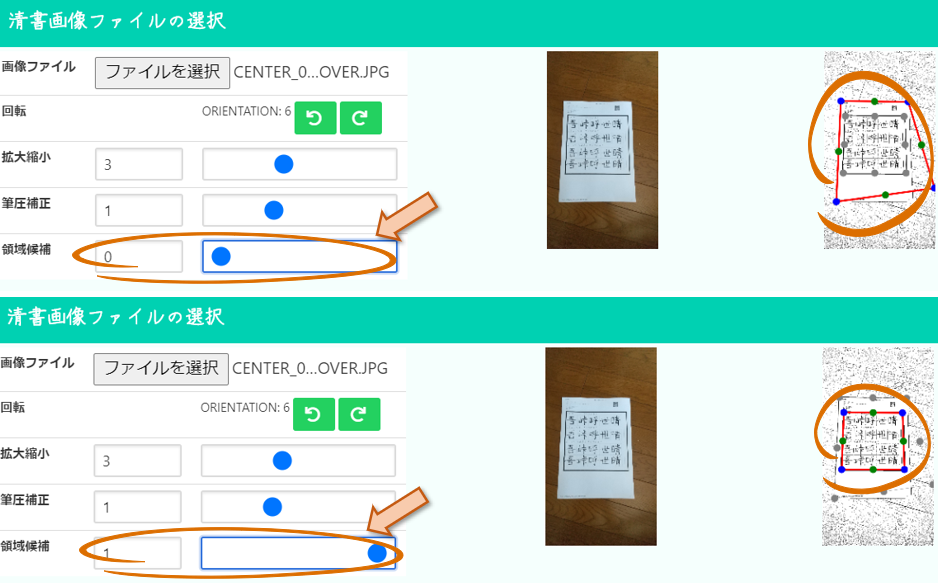 清書画像ファイルの選択
画像ファイル ファイルを選択 CENTER_0...OVER.JPG
回転 ORIENTATION: 6
拡大縮小 3
筆圧補正 1
領域候補 0
清書画像ファイルの選択
画像ファイル ファイルを選択 CENTER_0...OVER.JPG
回転 ORIENTATION: 6
拡大縮小 3
筆圧補正 1
領域候補 1